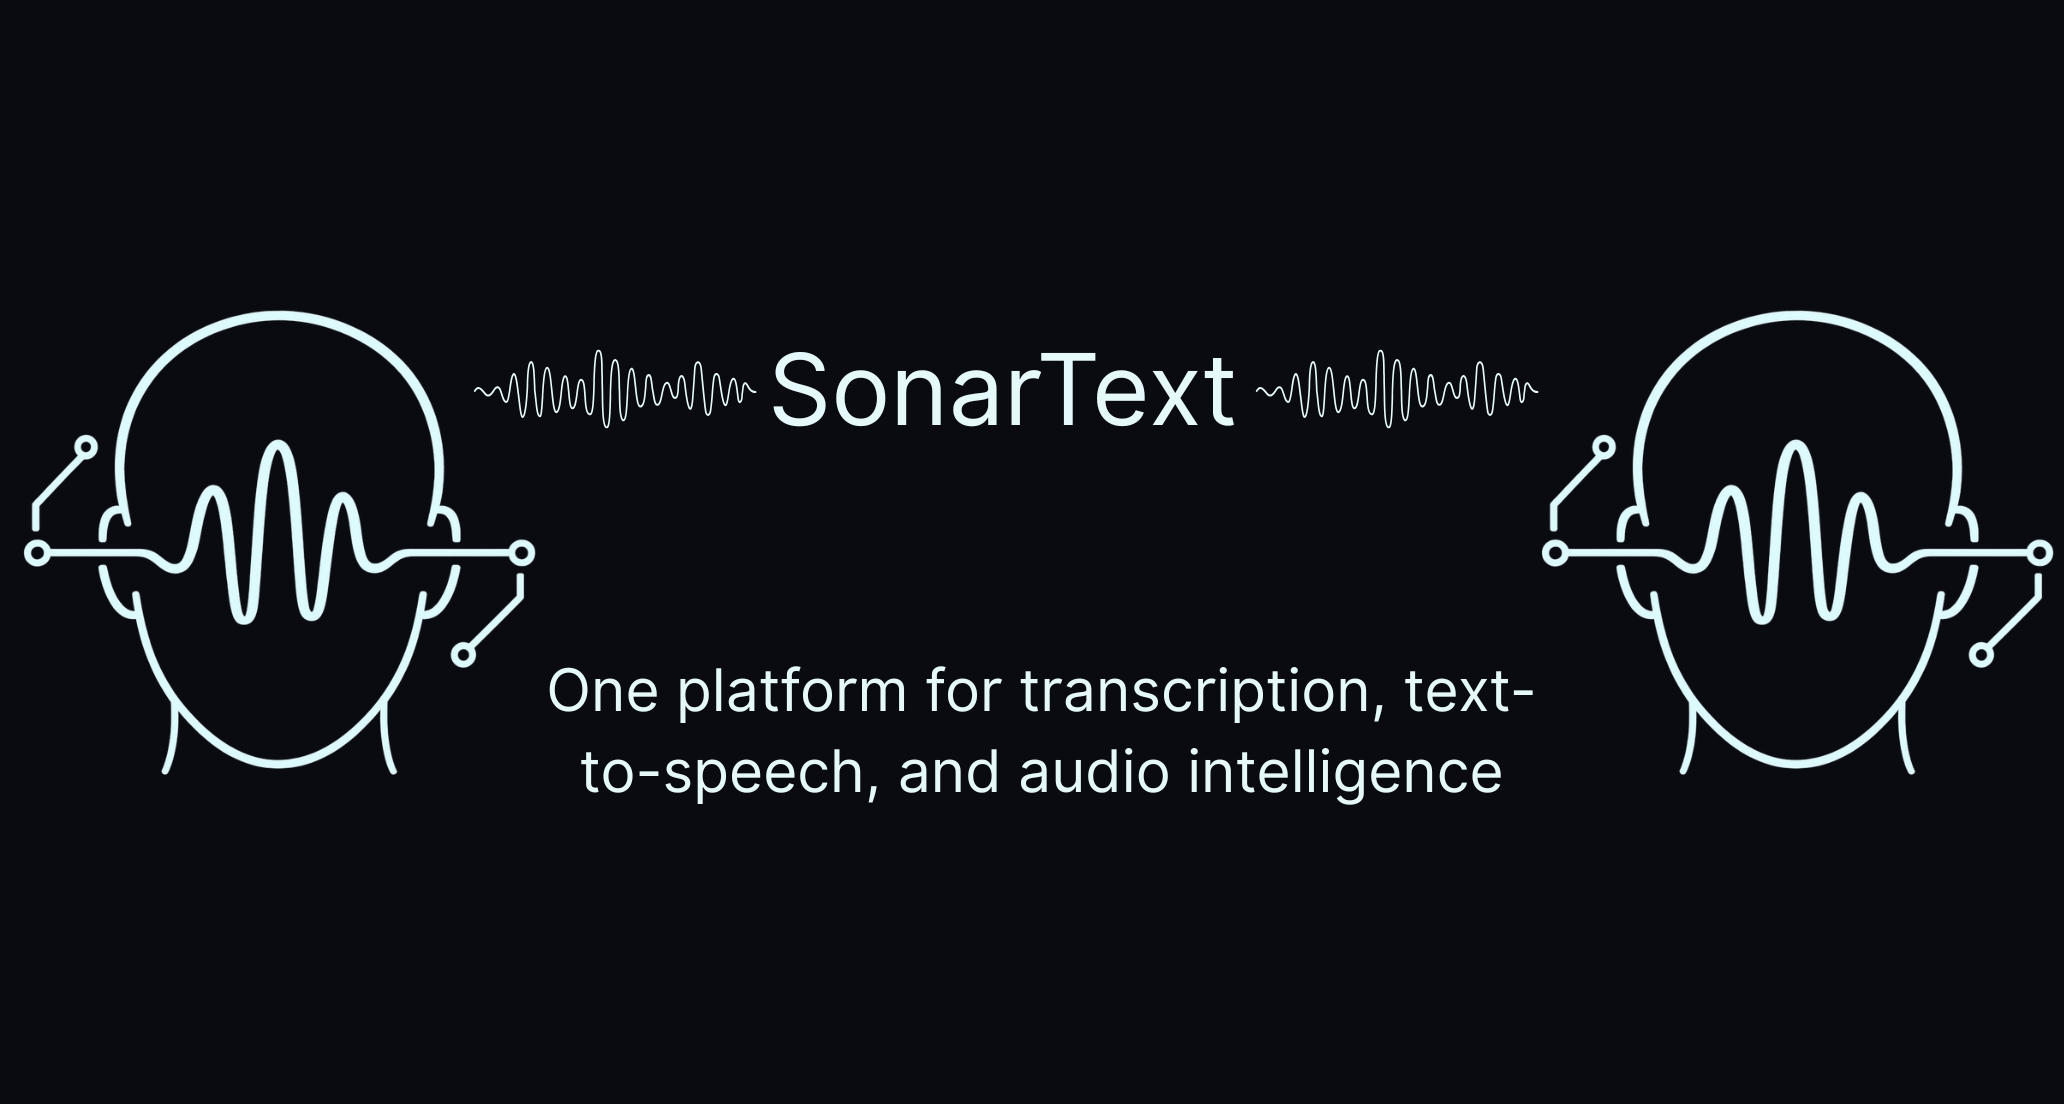 SonarText
One platform for transcription, text-
to-speech, and audio intelligence